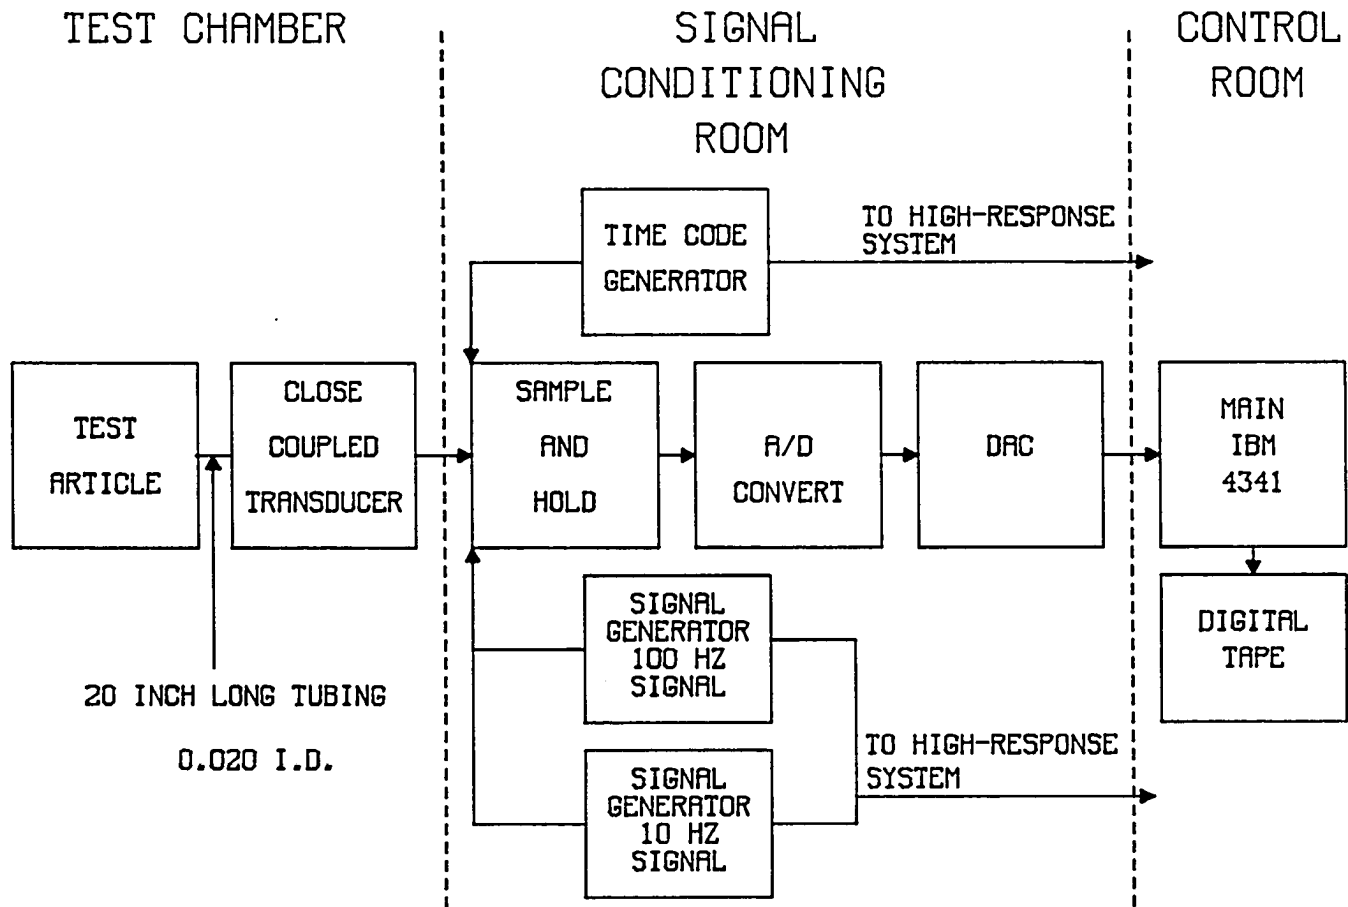 TEST CHAMBER
SIGNAL
CONDITIONING
ROOM
CONTROL
ROOM
TIME CODE
GENERATOR
TO HIGH-RESPONSE
SYSTEM
TEST
ARTICLE
CLOSE
COUPLED
TRANSDUCER
SAMPLE
AND
HOLD
A/D
CONVERT
DAC
MAIN
IBM
4341
20 INCH LONG TUBING
0.020 I.D.
SIGNAL
GENERATOR
100 HZ
SIGNAL
DIGITAL
TAPE
TO HIGH-RESPONSE
SYSTEM
SIGNAL
GENERATOR
10 HZ
SIGNAL